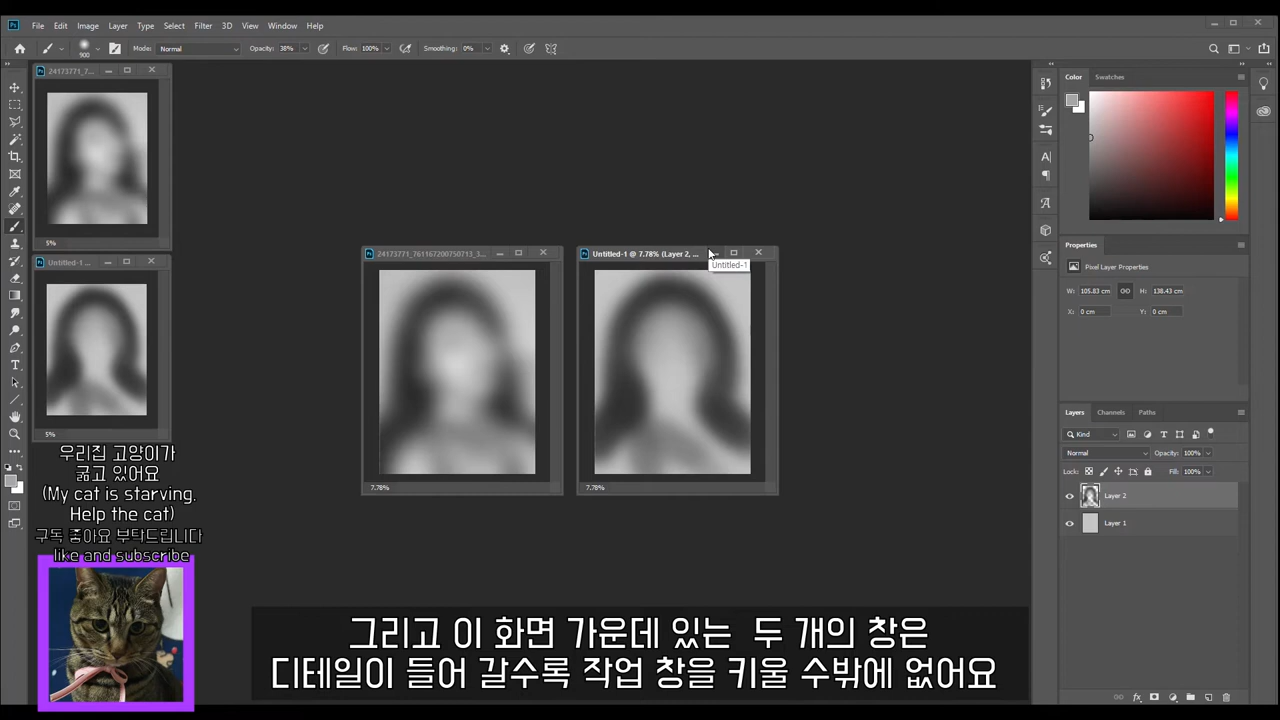 File Edit Image Layer Type Select Filter 3D View Window Help
900 Mode: Normal Opacity: 38% Flow: 100% Smoothing: 0%
24173771_7...
5%
Untitled-1 ...
5%
우리집 고양이가
굶고 있어요
(My cat is starving.
Help the cat)
구독 좋아요 부탁드립니다
like and subscribe
24173771_761167200750713_3...
7.78%
Untitled-1 @ 7.78% (Layer 2, ...
Untitled-1
7.78%
Color Swatches
Properties
Pixel Layer Properties
W: 105.83 cm H: 138.43 cm
X: 0 cm Y: 0 cm
Layers Channels Paths
Kind
Normal Opacity: 100%
Lock: Fill: 100%
Layer 2
Layer 1
그리고 이 화면 가운데 있는 두 개의 창은
디테일이 들어 갈수록 작업 창을 키울 수밖에 없어요